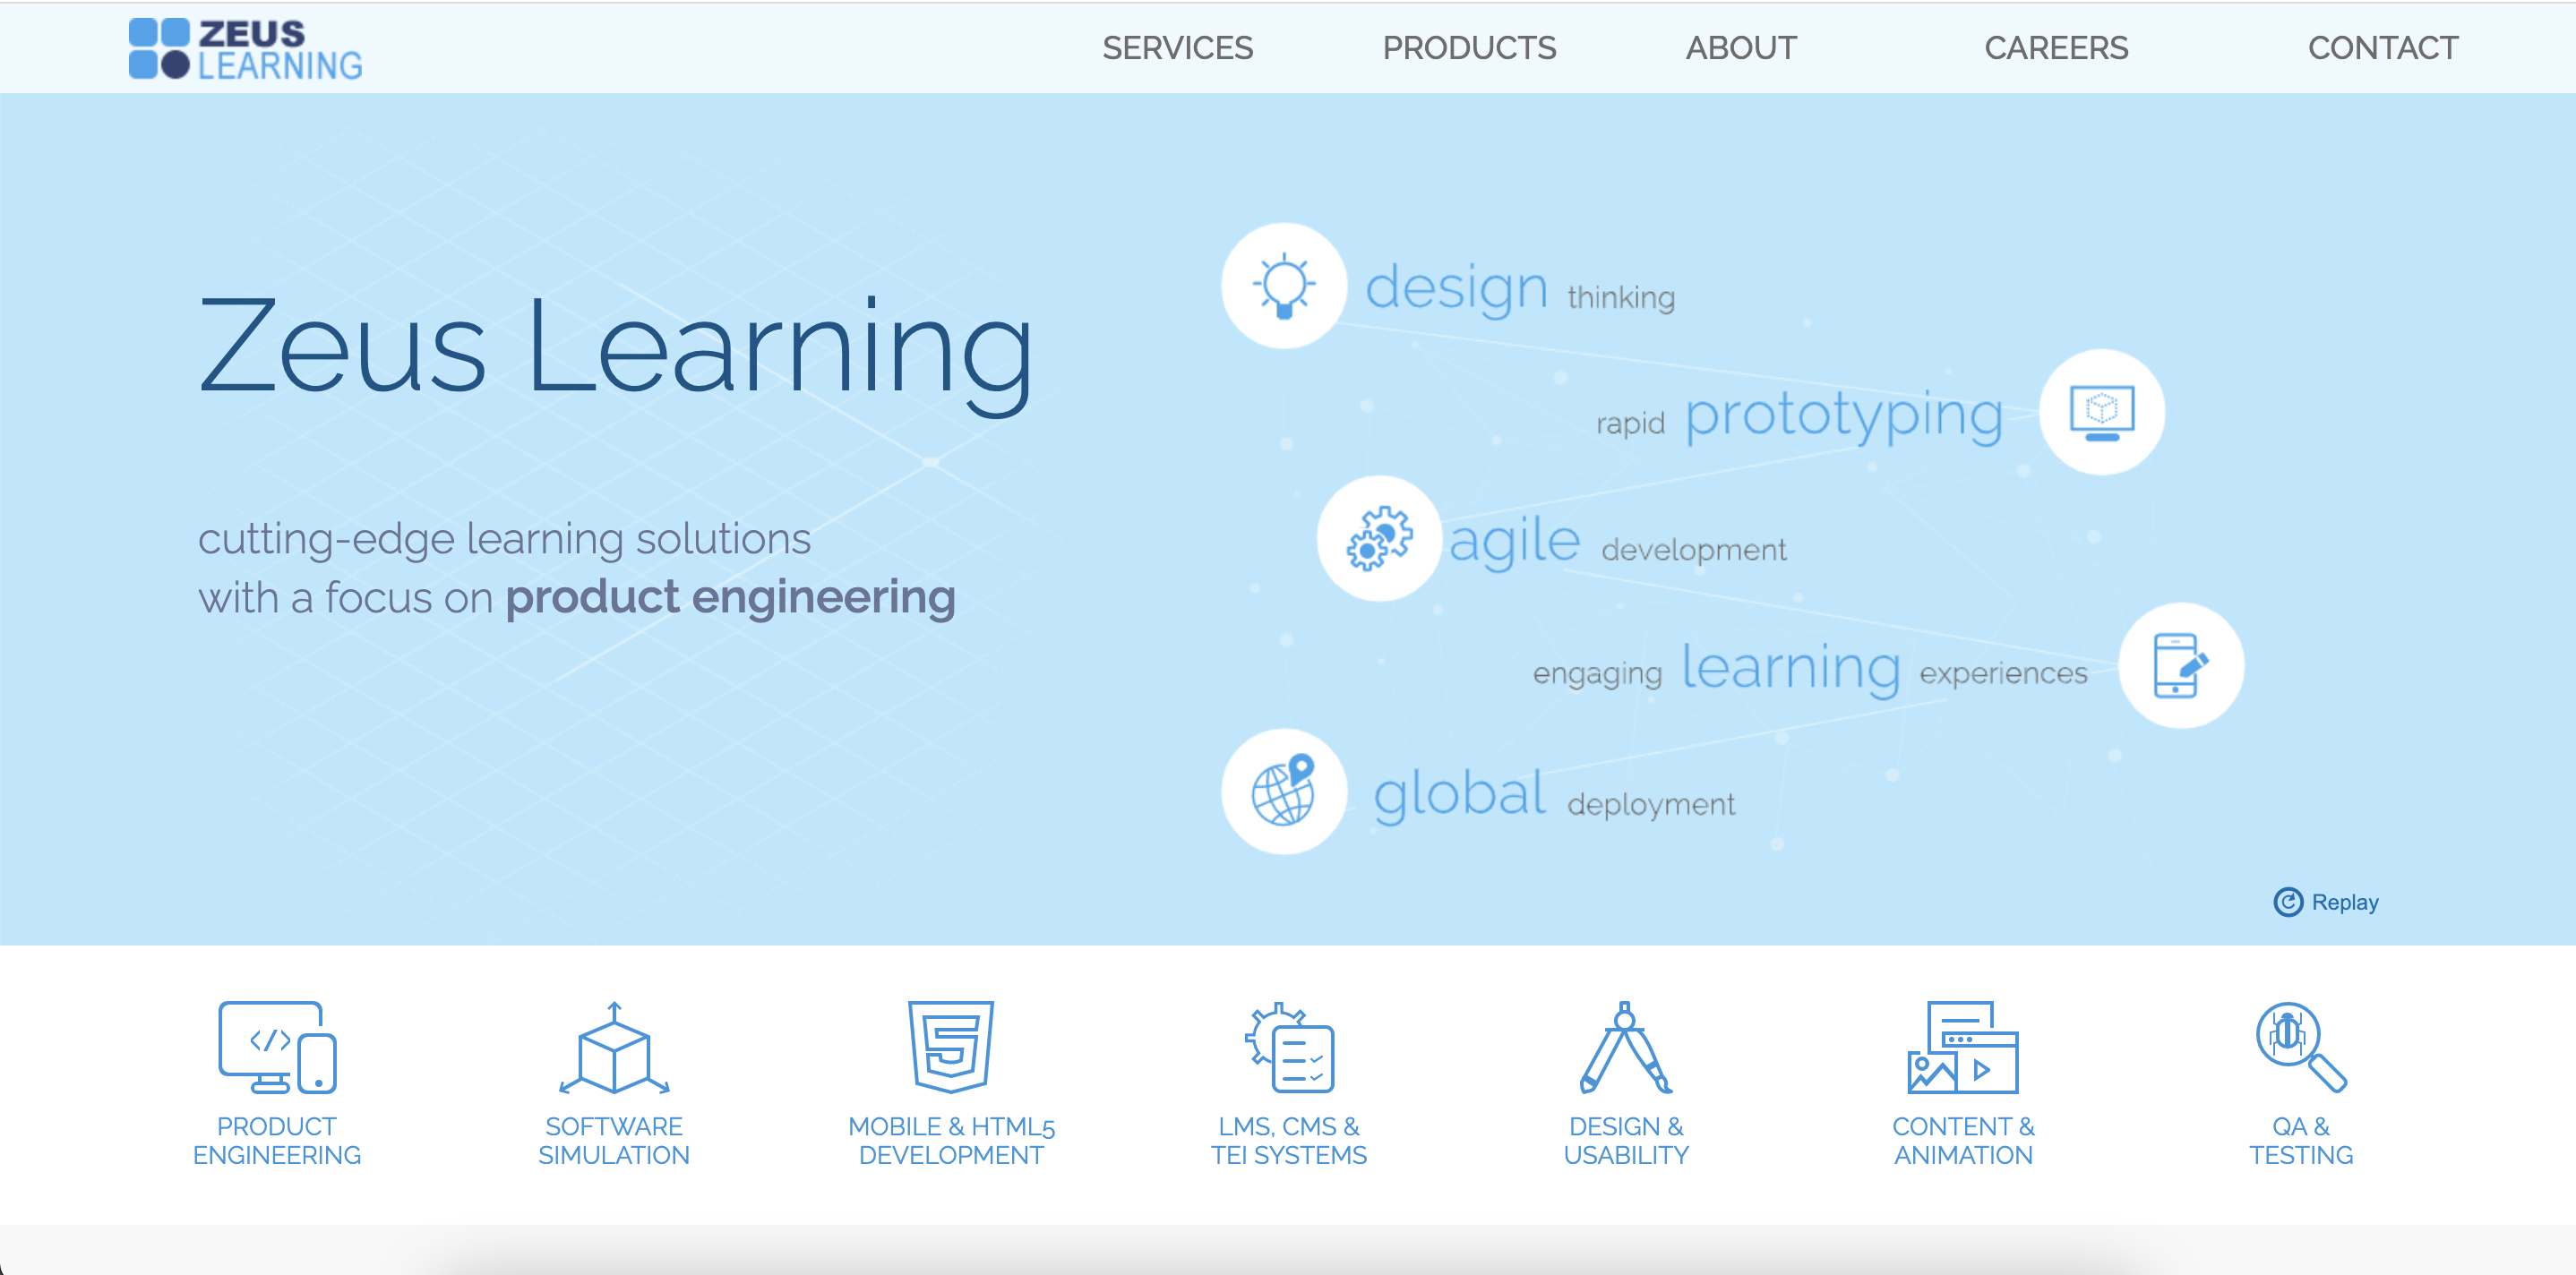 ZEUS
LEARNING
SERVICES PRODUCTS ABOUT CAREERS CONTACT
Zeus Learning
cutting-edge learning solutions
with a focus on product engineering
design thinking
rapid prototyping
agile development
engaging learning experiences
global deployment
Replay
</>
PRODUCT
ENGINEERING
SOFTWARE
SIMULATION
5
MOBILE & HTML5
DEVELOPMENT
LMS, CMS &
TEI SYSTEMS
DESIGN &
USABILITY
CONTENT &
ANIMATION
QA &
TESTING